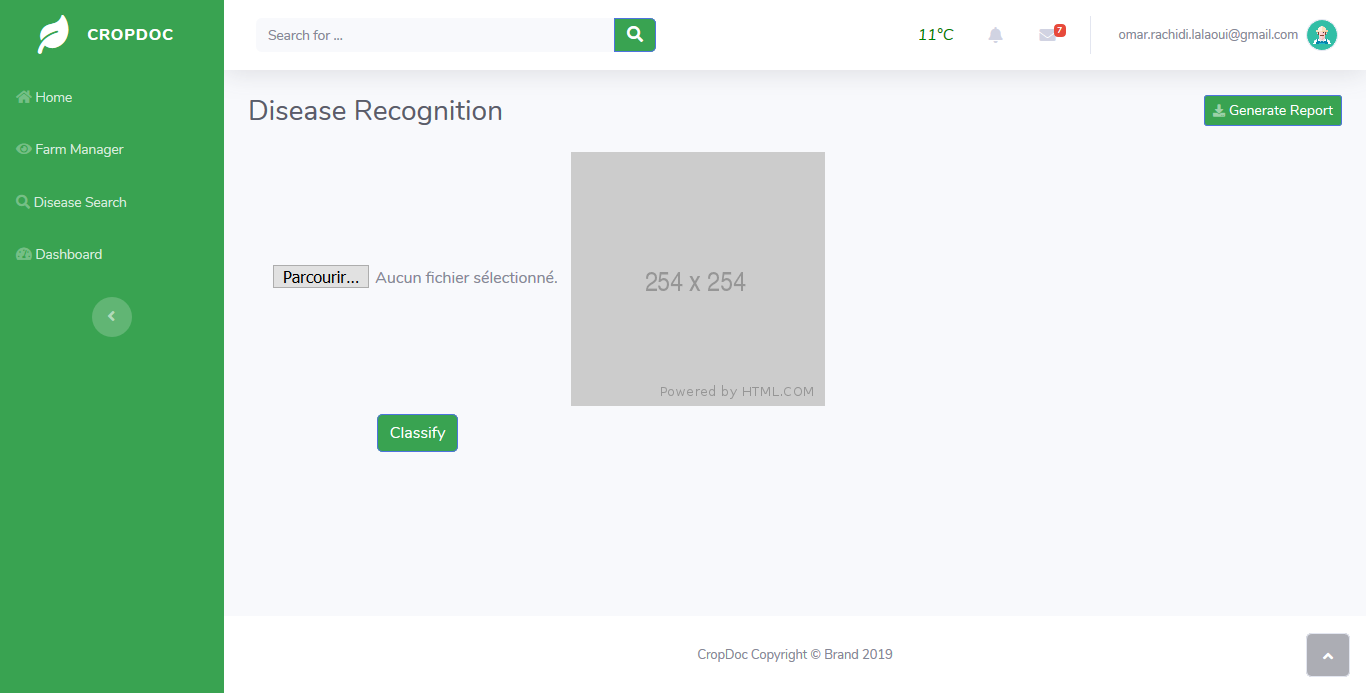 CROPDOC
Search for ...
11°C
7
omar.rachidi.lalaoui@gmail.com
Home
Farm Manager
Disease Search
Dashboard
Disease Recognition
Generate Report
Parcourir... Aucun fichier sélectionné.
254 x 254
Powered by HTML.COM
Classify
CropDoc Copyright © Brand 2019